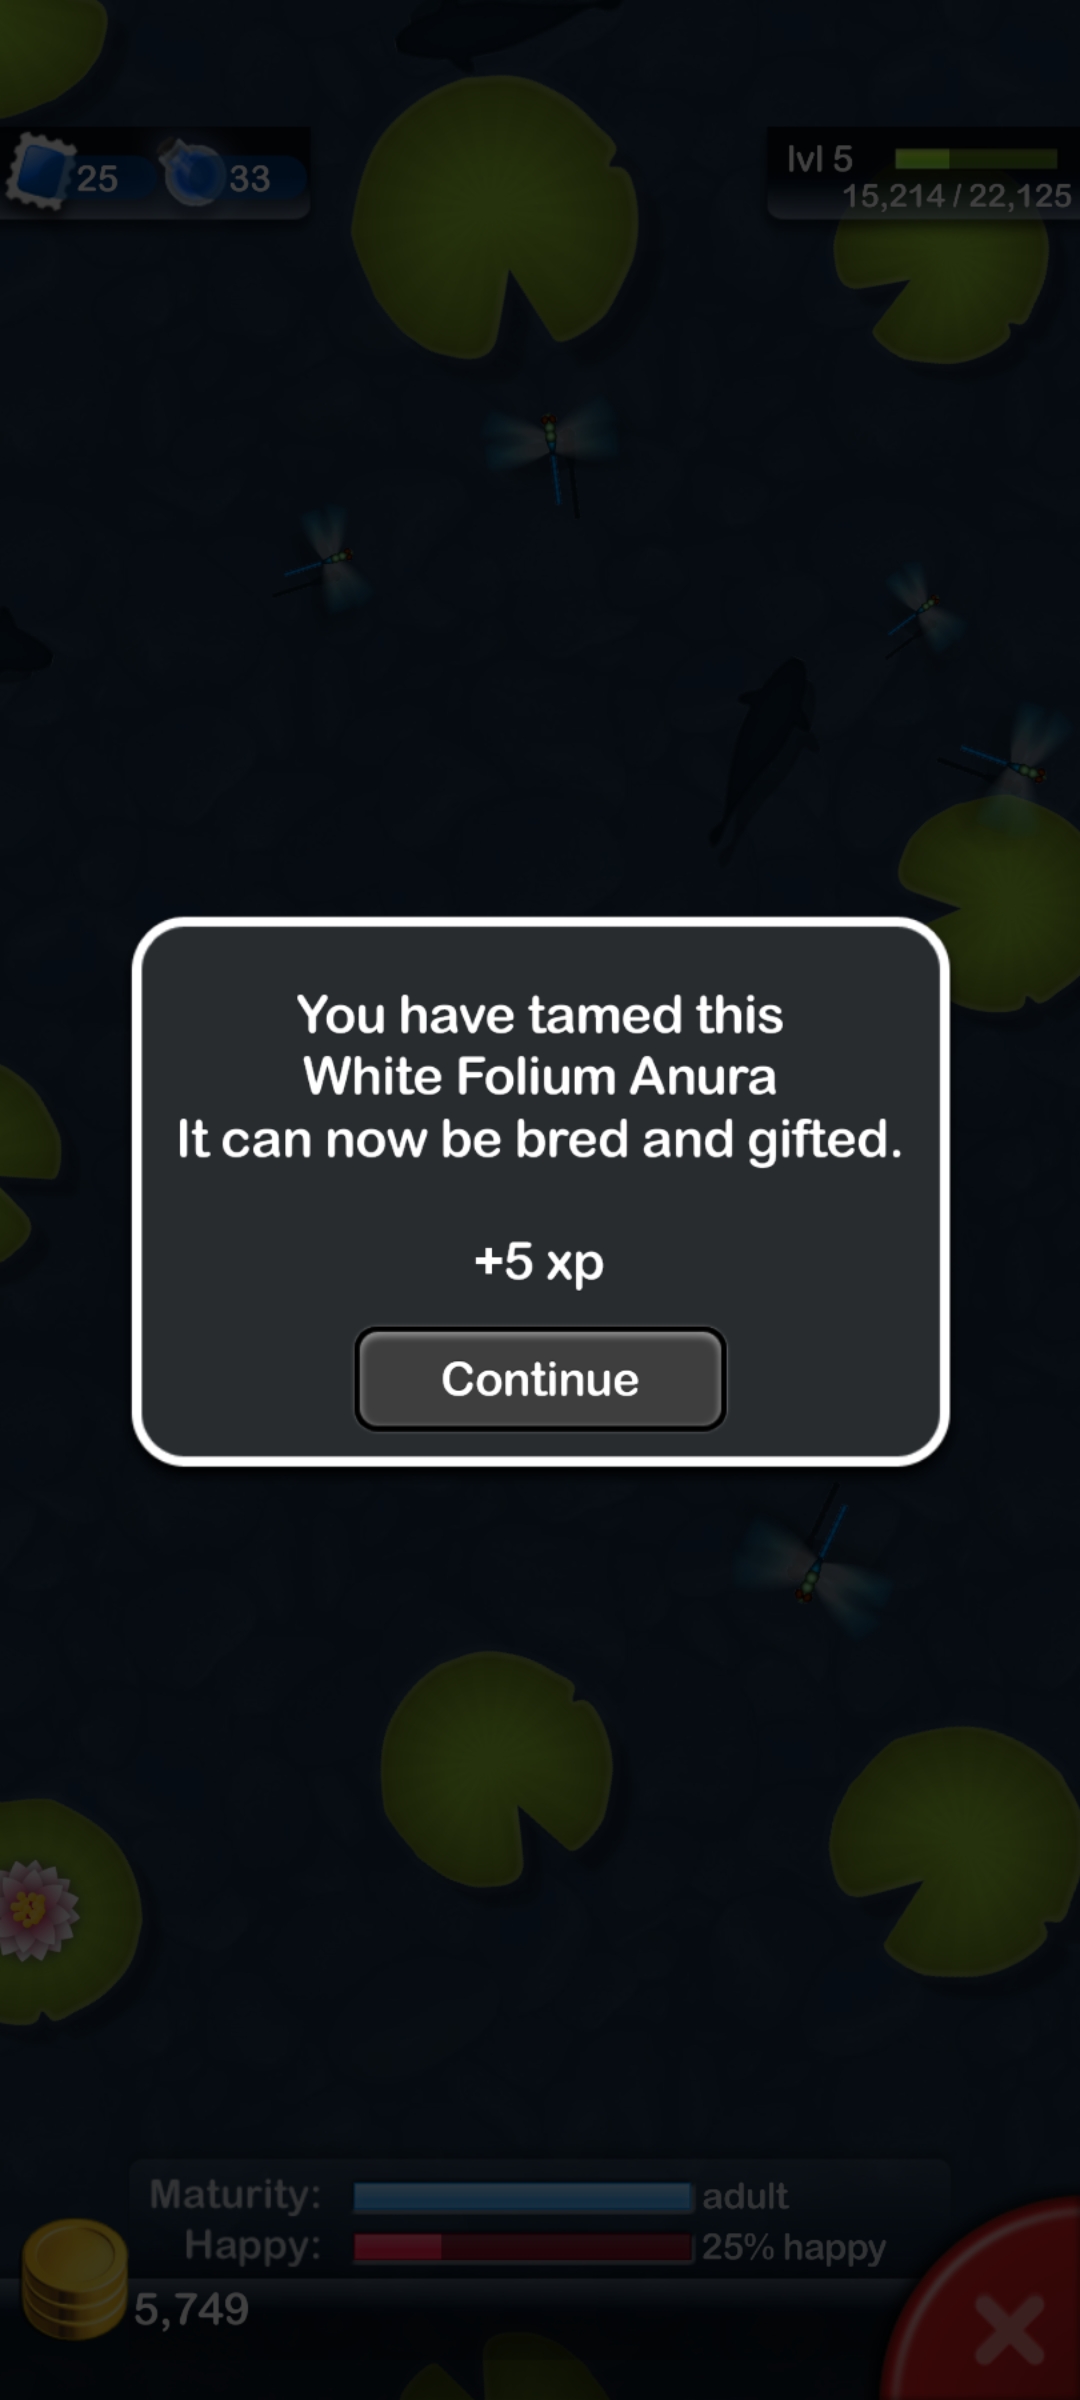 25 33
lvl 5
15,214 / 22,125
You have tamed this
White Folium Anura
It can now be bred and gifted.
+5 xp
Continue
Maturity: adult
Happy: 25% happy
5,749